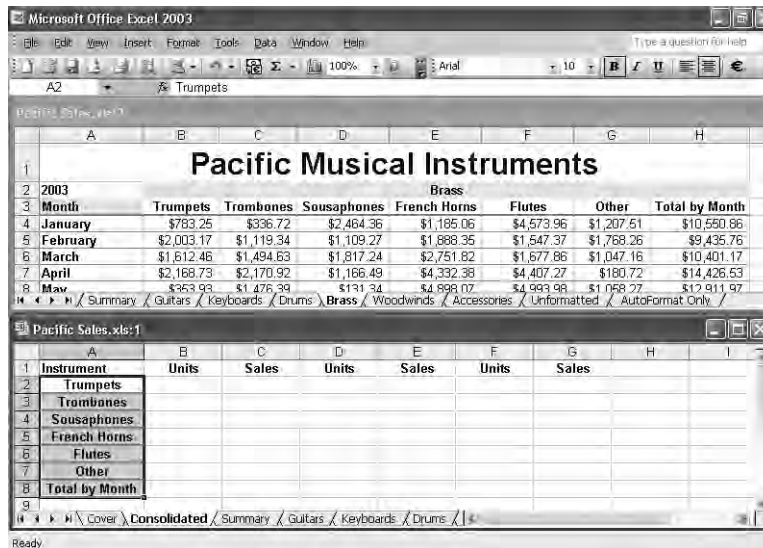 Microsoft Office Excel 2003
File Edit View Insert Format Tools Data Window Help Type a question for help
100% Arial 10 B I U €
A2 fx Trumpets
Pacific Sales.xls:2
A B C D E F G H
1 Pacific Musical Instruments
2 2003 Brass
3 Month Trumpets Trombones Sousaphones French Horns Flutes Other Total by Month
4 January $783.25 $336.72 $2,464.36 $1,185.06 $4,573.96 $1,207.51 $10,550.86
5 February $2,003.17 $1,119.34 $1,109.27 $1,888.35 $1,547.37 $1,768.26 $9,435.76
6 March $1,612.46 $1,494.63 $1,817.24 $2,751.82 $1,677.86 $1,047.16 $10,401.17
7 April $2,168.73 $2,170.92 $1,166.49 $4,332.38 $4,407.27 $180.72 $14,426.53
8 May $353.93 $1,476.39 $131.34 $4,898.07 $4,993.98 $1,058.27 $12,911.97
Summary Guitars Keyboards Drums Brass Woodwinds Accessories Unformatted AutoFormat Only
Pacific Sales.xls:1
A B C D E F G H I
1 Instrument Units Sales Units Sales Units Sales
2 Trumpets
3 Trombones
4 Sousaphones
5 French Horns
6 Flutes
7 Other
8 Total by Month
9
Cover Consolidated Summary Guitars Keyboards Drums
Ready